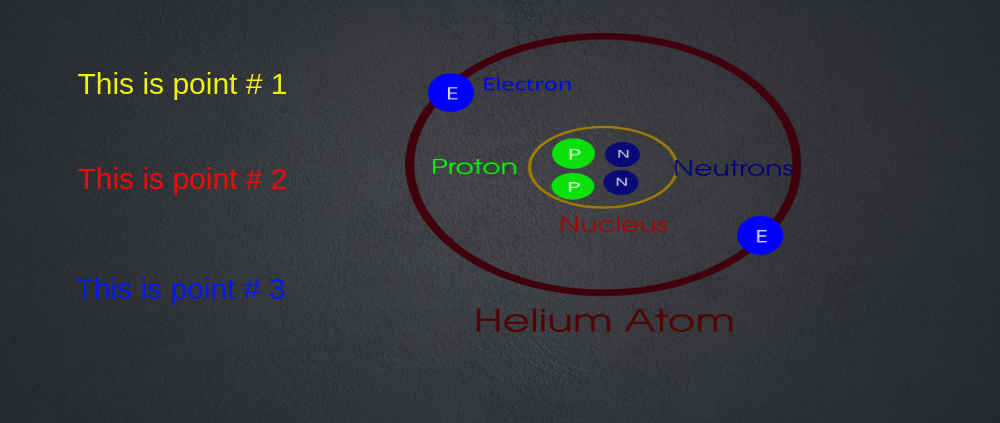 This is point # 1
This is point # 2
This is point # 3
E
Electron
Proton
P
N
P
N
Neutrons
Nucleus
E
Helium Atom